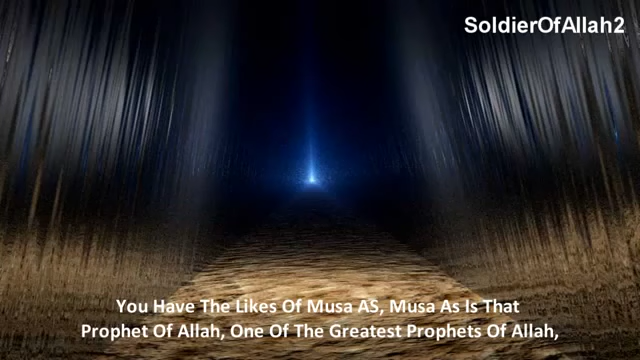 SoldierOfAllah2
You Have The Likes Of Musa AS, Musa As Is That
Prophet Of Allah, One Of The Greatest Prophets Of Allah,